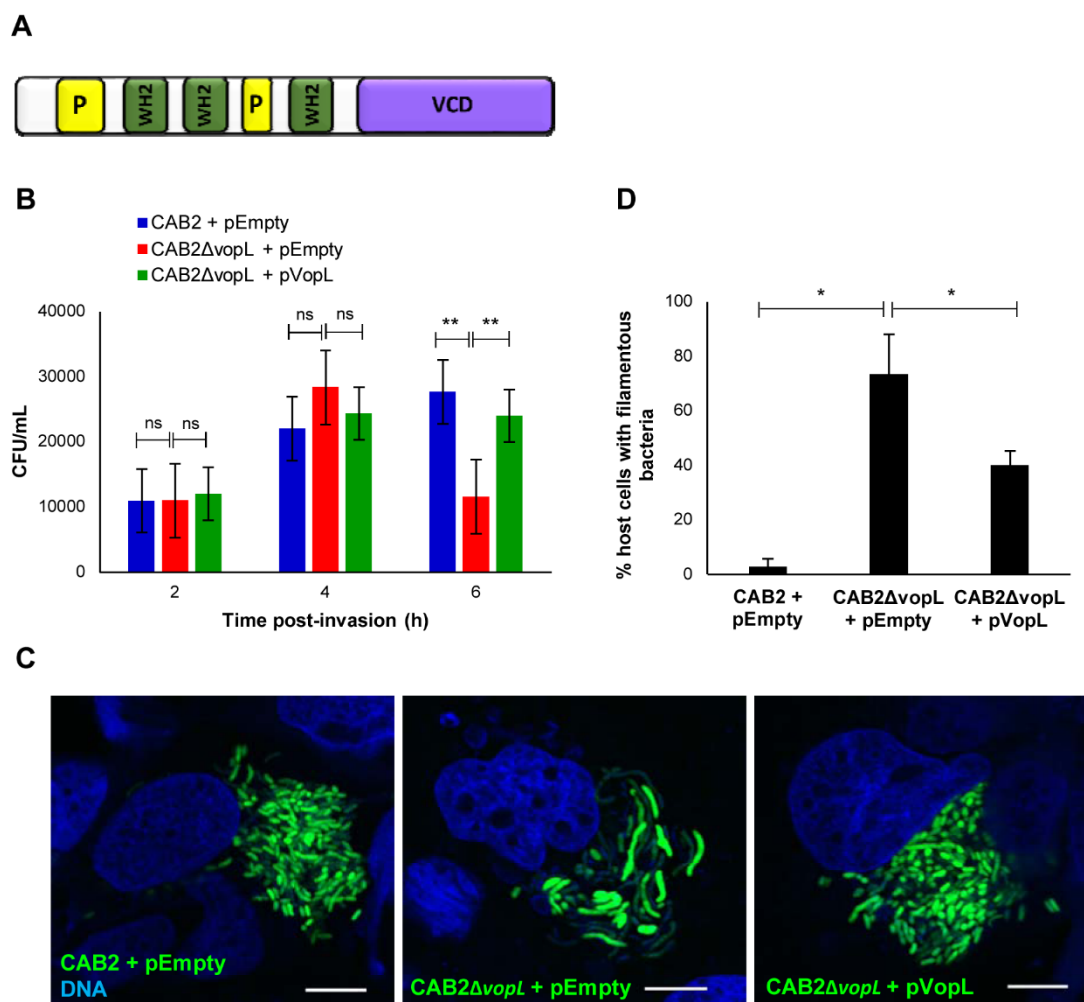 A
P
WH2
WH2
P
WH2
VCD
B
CAB2 + pEmpty
CAB2ΔvopL + pEmpty
CAB2ΔvopL + pVopL
CFU/mL
40000
30000
20000
10000
0
ns
ns
ns
ns
**
**
2
4
6
Time post-invasion (h)
D
% host cells with filamentous
bacteria
100
80
60
40
20
0
*
*
CAB2 +
pEmpty
CAB2ΔvopL
+ pEmpty
CAB2ΔvopL
+ pVopL
C
CAB2 + pEmpty
DNA
CAB2ΔvopL + pEmpty
CAB2ΔvopL + pVopL